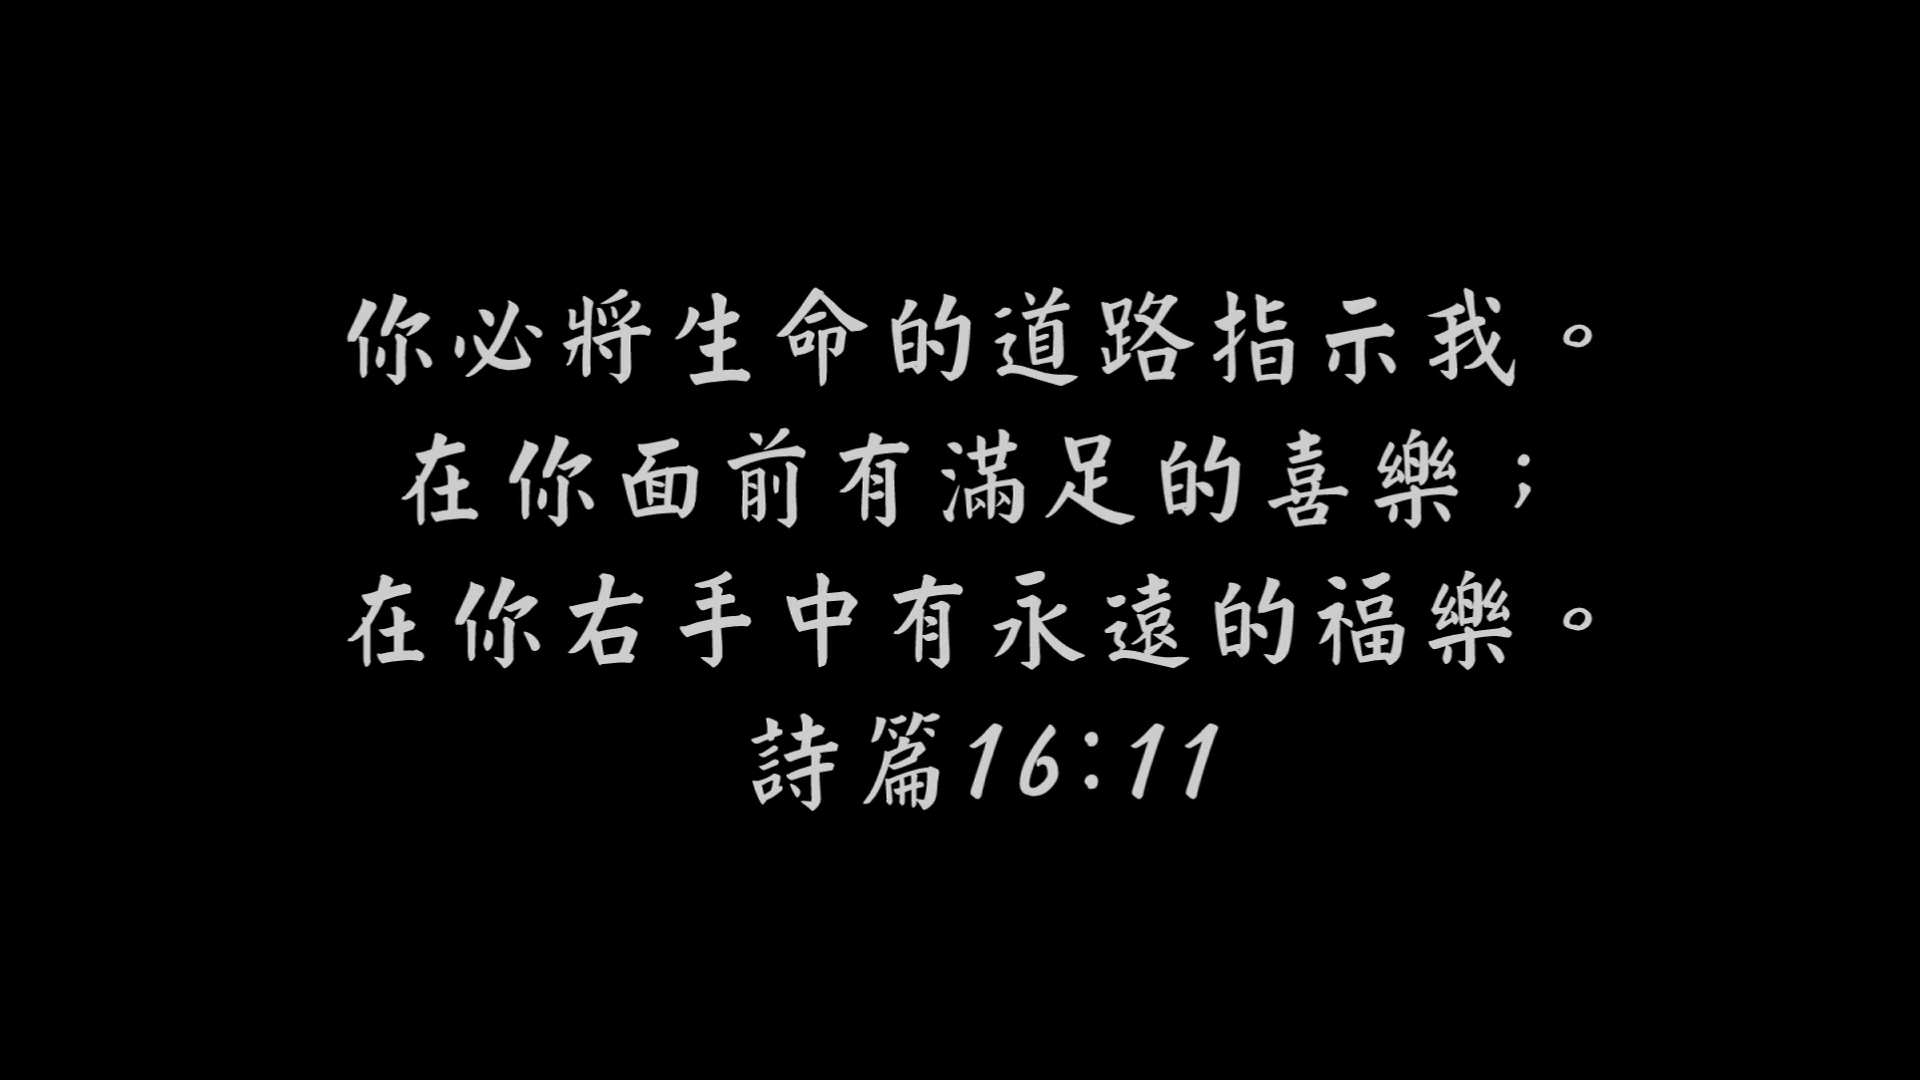 你必將生命的道路指示我。
在你面前有滿足的喜樂；
在你右手中有永遠的福樂。
詩篇16:11